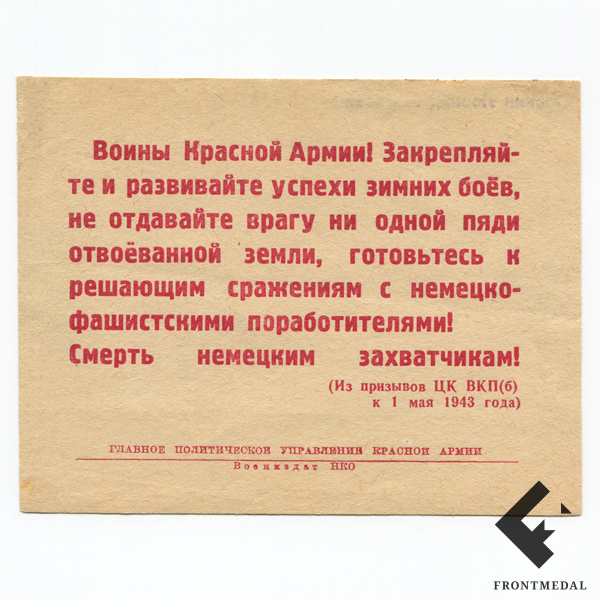 Воины Красной Армии! Закрепляй-
те и развивайте успехи зимних боёв,
не отдавайте врагу ни одной пяди
отвоёванной земли, готовьтесь к
решающим сражениям с немецко-
фашистскими поработителями!
Смерть немецким захватчикам!
(Из призывов ЦК ВКП(б)
к 1 мая 1943 года)
ГЛАВНОЕ ПОЛИТИЧЕСКОЕ УПРАВЛЕНИЕ КРАСНОЙ АРМИИ
Воениздат НКО
FRONTMEDAL